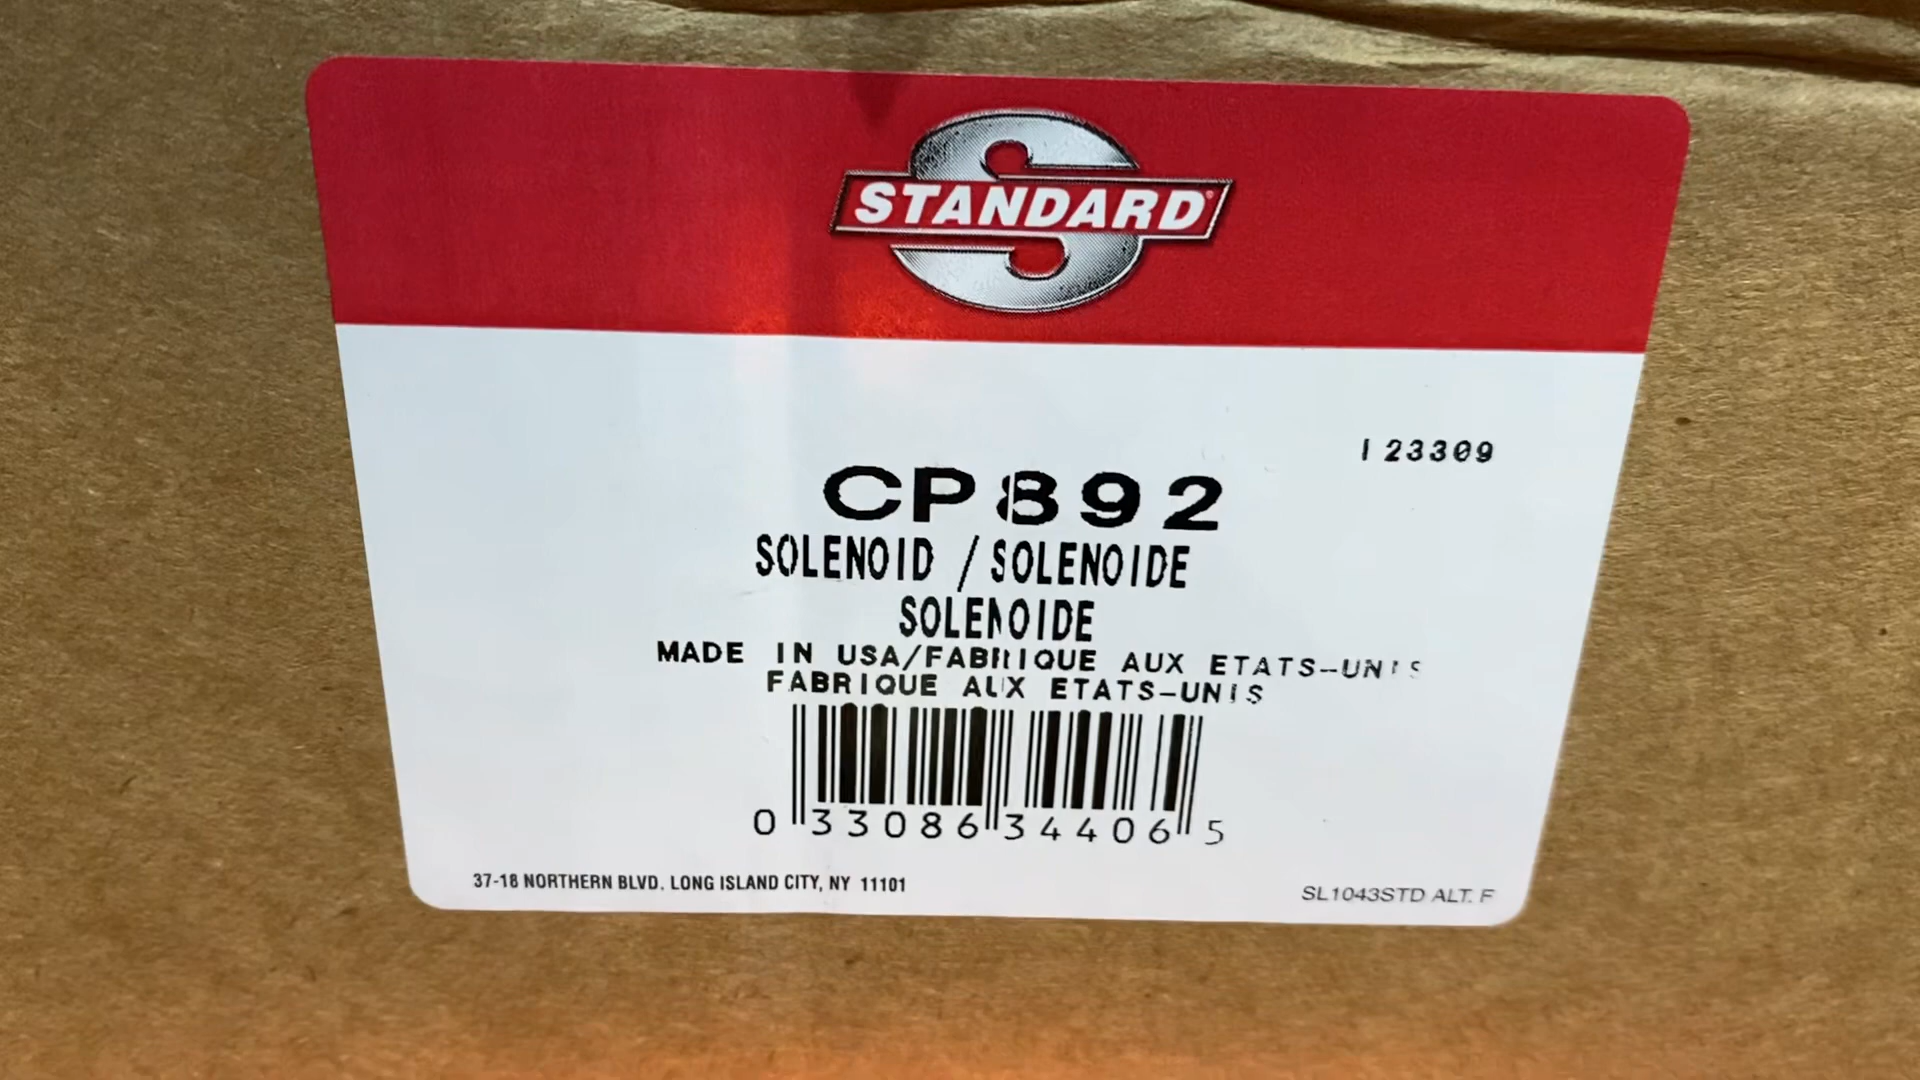 STANDARD
I 23309
CP892
SOLENOID / SOLENOIDE
SOLENOIDE
MADE IN USA/FABRIQUE AUX ETATS-UNIS
FABRIQUE AUX ETATS-UNIS
0 33086 34406 5
37-18 NORTHERN BLVD. LONG ISLAND CITY, NY 11101
SL1043STD ALT. F